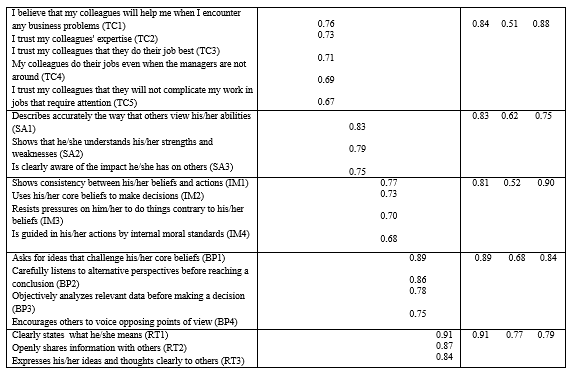 I believe that my colleagues will help me when I encounter
any business problems (TC1) 0.76 0.84 0.51 0.88
I trust my colleagues' expertise (TC2) 0.73
I trust my colleagues that they do their job best (TC3) 0.71
My colleagues do their jobs even when the managers are not
around (TC4) 0.69
I trust my colleagues that they will not complicate my work in
jobs that require attention (TC5) 0.67
Describes accurately the way that others view his/her abilities 0.83 0.62 0.75
(SA1) 0.83
Shows that he/she understands his/her strengths and
weaknesses (SA2) 0.79
Is clearly aware of the impact he/she has on others (SA3) 0.75
Shows consistency between his/her beliefs and actions (IM1) 0.77 0.81 0.52 0.90
Uses his/her core beliefs to make decisions (IM2) 0.73
Resists pressures on him/her to do things contrary to his/her
beliefs (IM3) 0.70
Is guided in his/her actions by internal moral standards (IM4) 0.68
Asks for ideas that challenge his/her core beliefs (BP1) 0.89 0.89 0.68 0.84
Carefully listens to alternative perspectives before reaching a
conclusion (BP2) 0.86
Objectively analyzes relevant data before making a decision 0.78
(BP3)
Encourages others to voice opposing points of view (BP4) 0.75
Clearly states what he/she means (RT1) 0.91 0.91 0.77 0.79
Openly shares information with others (RT2) 0.87
Expresses his/her ideas and thoughts clearly to others (RT3) 0.84